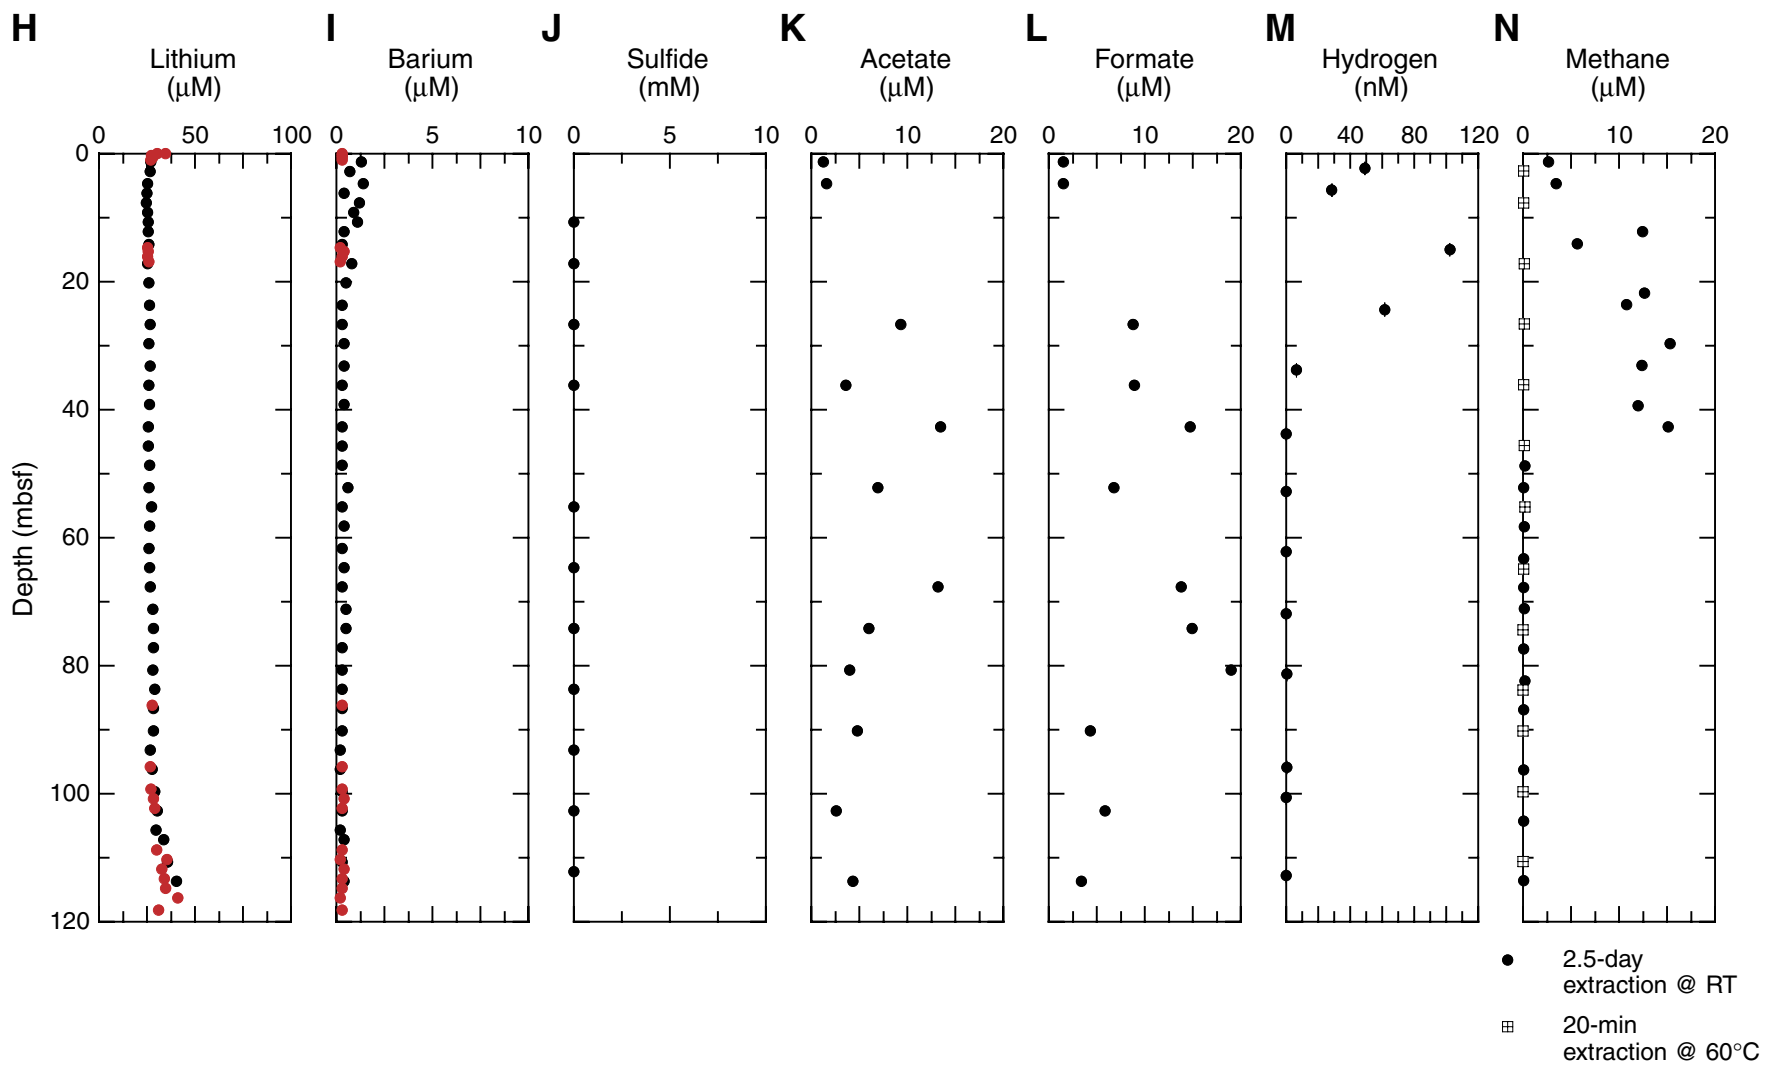 H I J K L M N
Lithium Barium Sulfide Acetate Formate Hydrogen Methane
(µM) (µM) (mM) (µM) (µM) (nM) (µM)
0 50 100 0 5 10 0 5 10 0 10 20 0 10 20 0 40 80 120 0 10 20
0
20
40
60
80
100
120
Depth (mbsf)
2.5-day
extraction @ RT
20-min
extraction @ 60°C